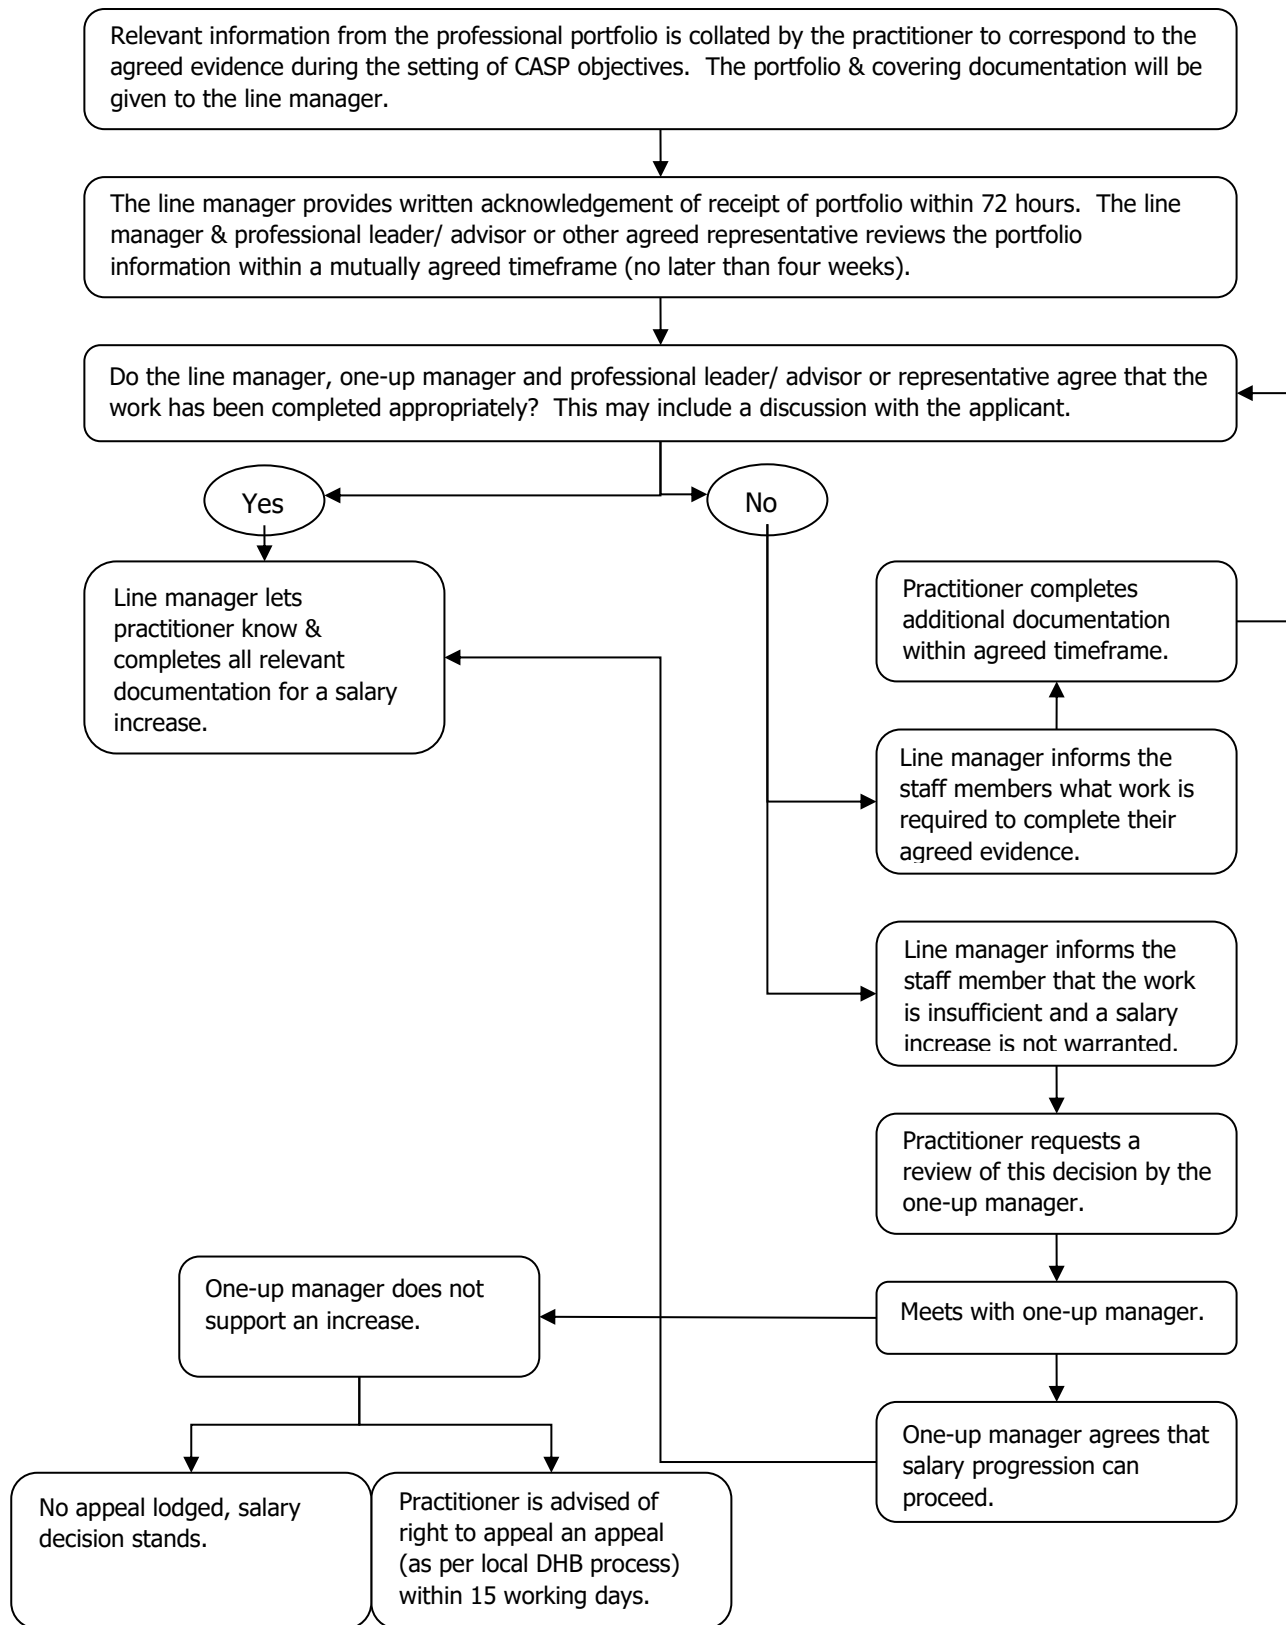 Relevant information from the professional portfolio is collated by the practitioner to correspond to the
agreed evidence during the setting of CASP objectives.  The portfolio & covering documentation will be
given to the line manager.
The line manager provides written acknowledgement of receipt of portfolio within 72 hours.  The line
manager & professional leader/ advisor or other agreed representative reviews the portfolio
information within a mutually agreed timeframe (no later than four weeks).
Do the line manager, one-up manager and professional leader/ advisor or representative agree that the
work has been completed appropriately?  This may include a discussion with the applicant.
Yes
No
Line manager lets
practitioner know &
completes all relevant
documentation for a salary
increase.
Practitioner completes
additional documentation
within agreed timeframe.
Line manager informs the
staff members what work is
required to complete their
agreed evidence.
Line manager informs the
staff member that the work
is insufficient and a salary
increase is not warranted.
Practitioner requests a
review of this decision by the
one-up manager.
One-up manager does not
support an increase.
Meets with one-up manager.
One-up manager agrees that
salary progression can
proceed.
No appeal lodged, salary
decision stands.
Practitioner is advised of
right to appeal an appeal
(as per local DHB process)
within 15 working days.